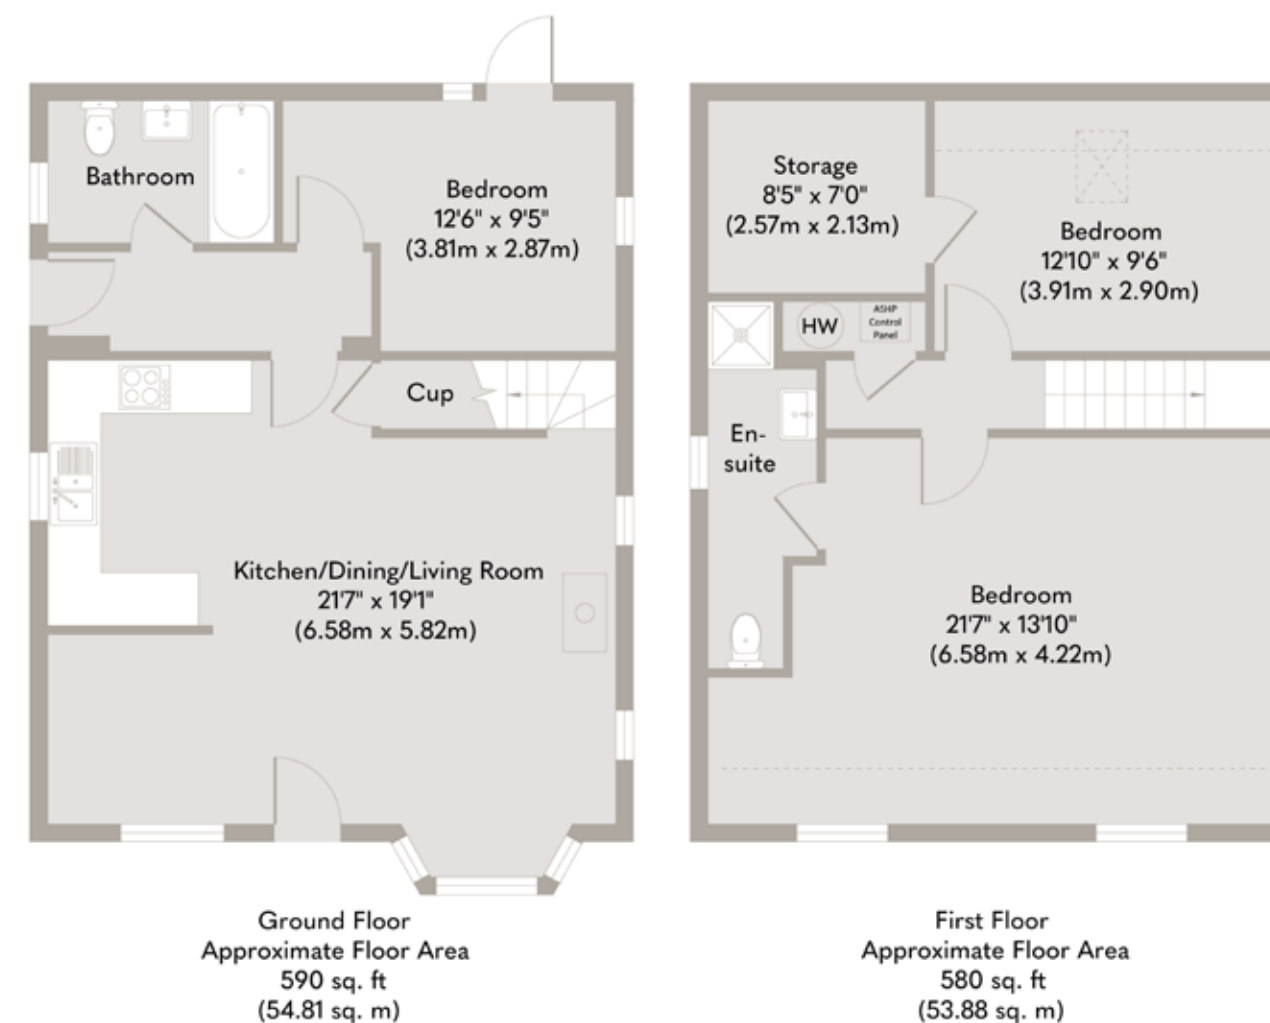 Bathroom
Bedroom
12'6" x 9'5"
(3.81m x 2.87m)
Cup
Kitchen/Dining/Living Room
21'7" x 19'1"
(6.58m x 5.82m)
Ground Floor
Approximate Floor Area
590 sq. ft
(54.81 sq. m)
Storage
8'5" x 7'0"
(2.57m x 2.13m)
Bedroom
12'10" x 9'6"
(3.91m x 2.90m)
HW
ASHP
Control
Panel
En-
suite
Bedroom
21'7" x 13'10"
(6.58m x 4.22m)
First Floor
Approximate Floor Area
580 sq. ft
(53.88 sq. m)